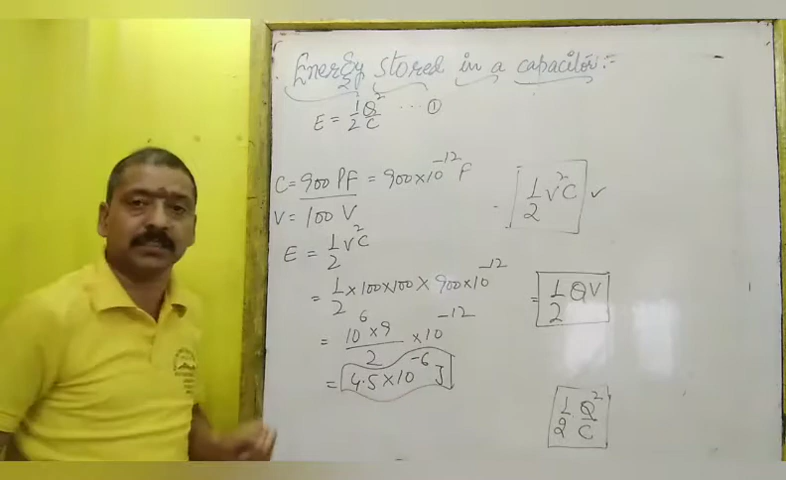 Energy stored in a capacitor:-
E = 1/2 Q²/C ... ①
C = 900 PF = 900×10⁻¹² F
V = 100 V
E = 1/2 V²C
= 1/2 × 100×100 × 900×10⁻¹²
= 10⁶ × 9 / 2 × 10⁻¹²
= 4.5×10⁻⁶ J
1/2 V²C ✓
= 1/2 QV
1/2 Q²/C